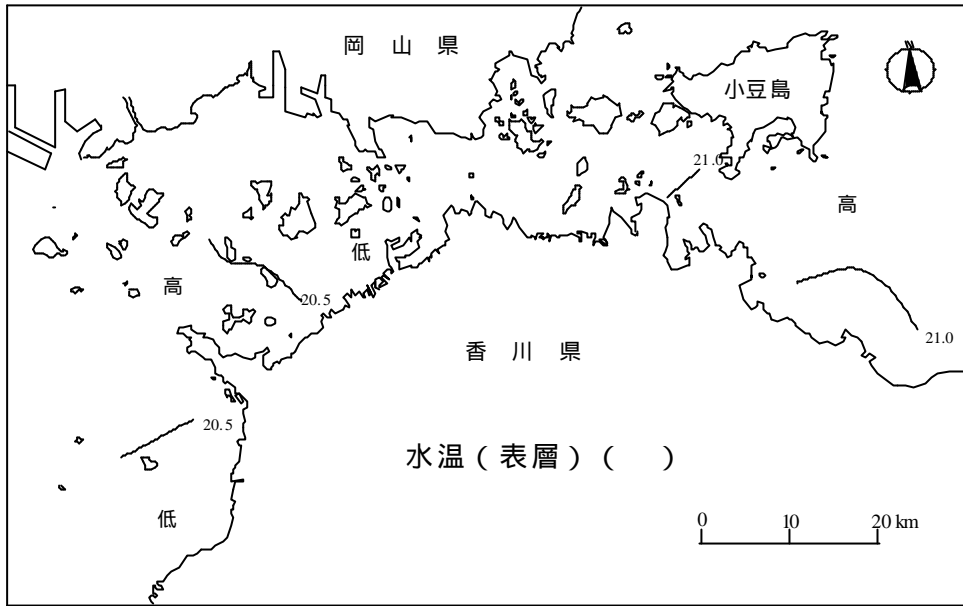 岡 山 県
小豆島
21.0
高
低
高
20.5
21.0
香 川 県
20.5
水温（表層）（　）
低
0 10 20 km